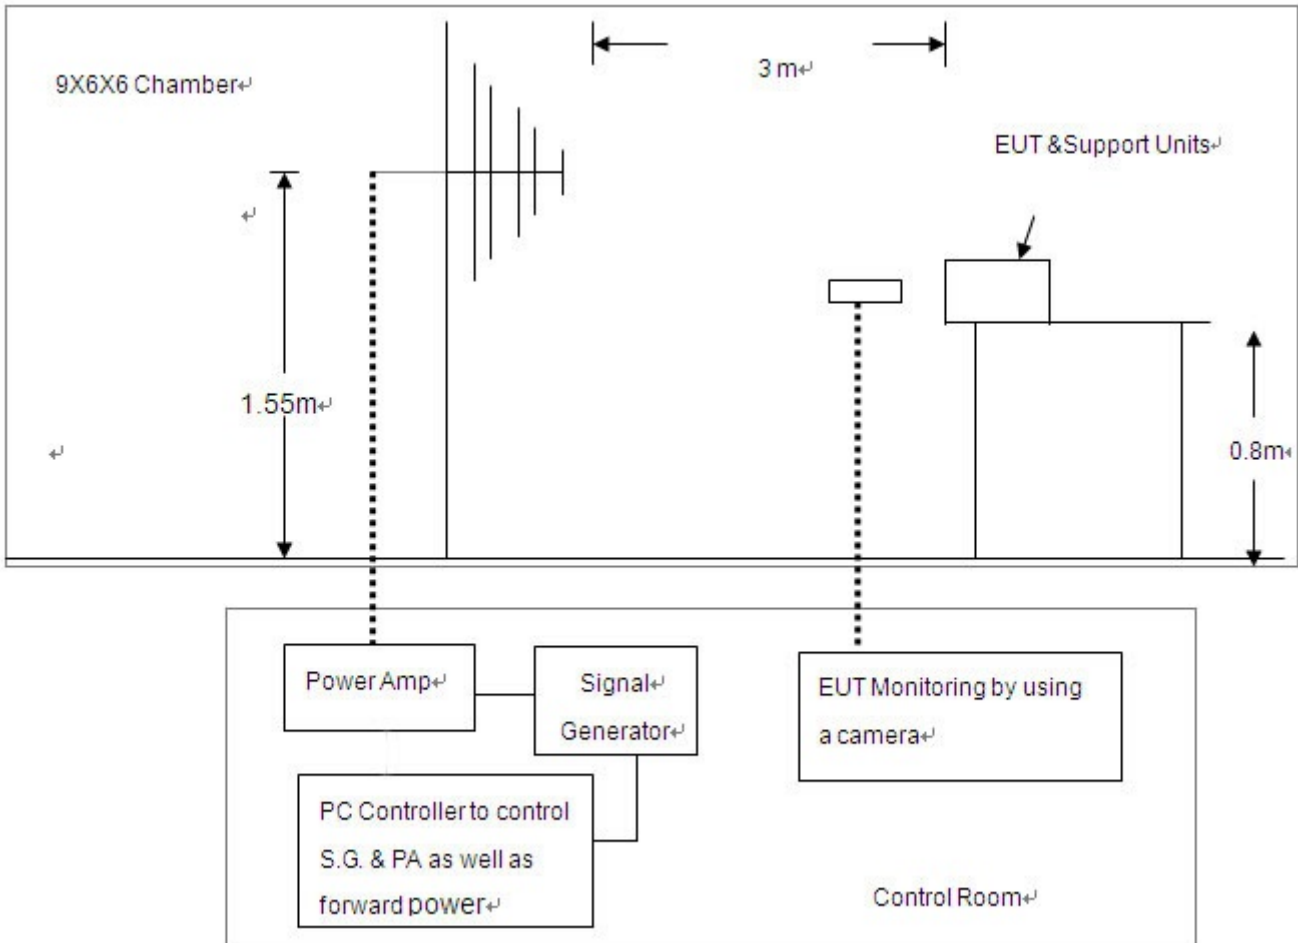 9X6X6 Chamber↵
3 m↵
EUT &Support Units↵
↵
1.55m↵
↵
0.8m
Power Amp↵
Signal↵
Generator↵
EUT Monitoring by using
a camera↵
PC Controller to control
S.G. & PA as well as
forward power↵
Control Room↵